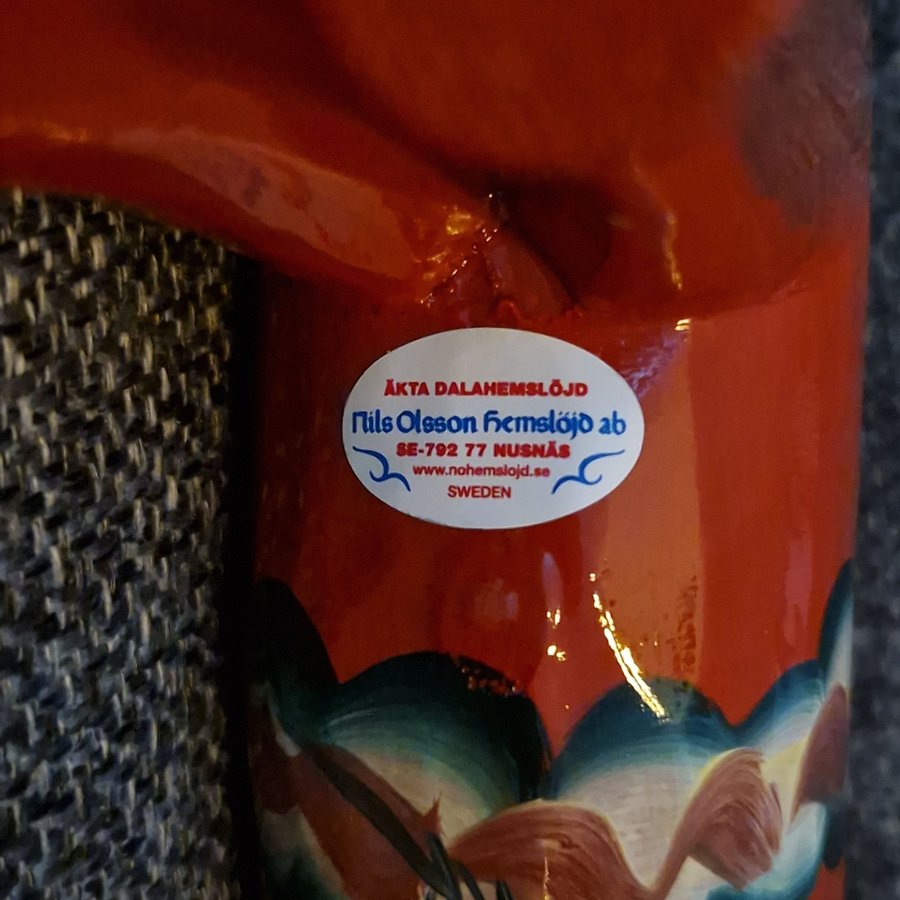 ÄKTA DALAHEMSLÖJD
Nils Olsson Hemslöjd ab
SE-792 77 NUSNÄS
www.nohemslojd.se
SWEDEN